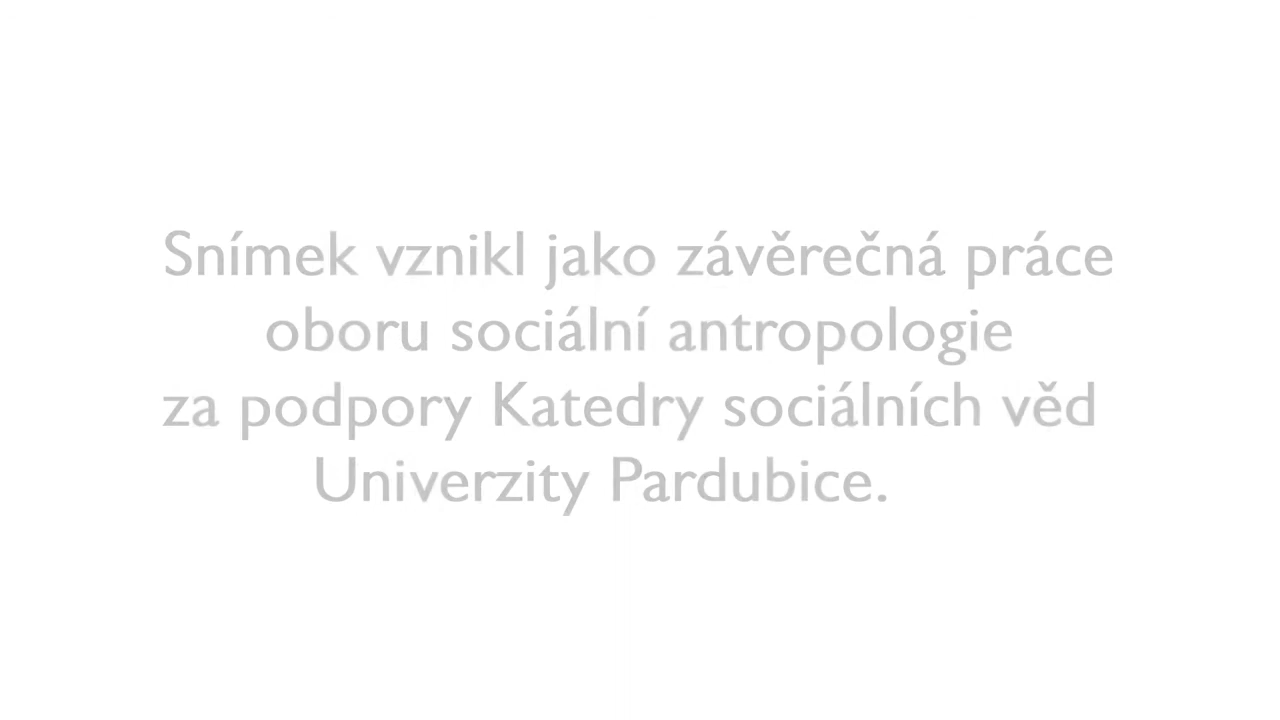 Snímek vznikl jako závěrečná práce
oboru sociální antropologie
za podpory Katedry sociálních věd
Univerzity Pardubice.